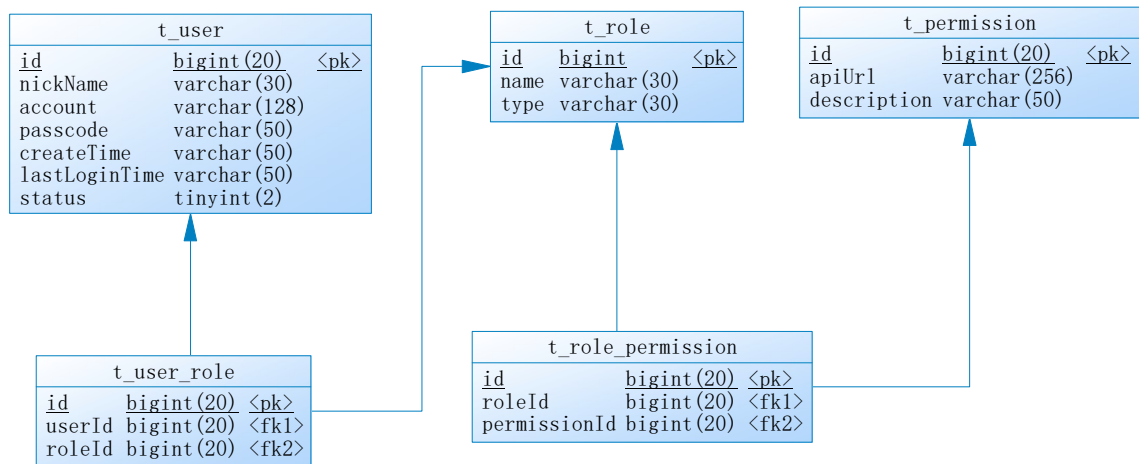 t_user
id bigint(20) <pk>
nickName varchar(30)
account varchar(128)
passcode varchar(50)
createTime varchar(50)
lastLoginTime varchar(50)
status tinyint(2)
t_role
id bigint <pk>
name varchar(30)
type varchar(30)
t_permission
id bigint(20) <pk>
apiUrl varchar(256)
description varchar(50)
t_user_role
id bigint(20) <pk>
userId bigint(20) <fk1>
roleId bigint(20) <fk2>
t_role_permission
id bigint(20) <pk>
roleId bigint(20) <fk1>
permissionId bigint(20) <fk2>